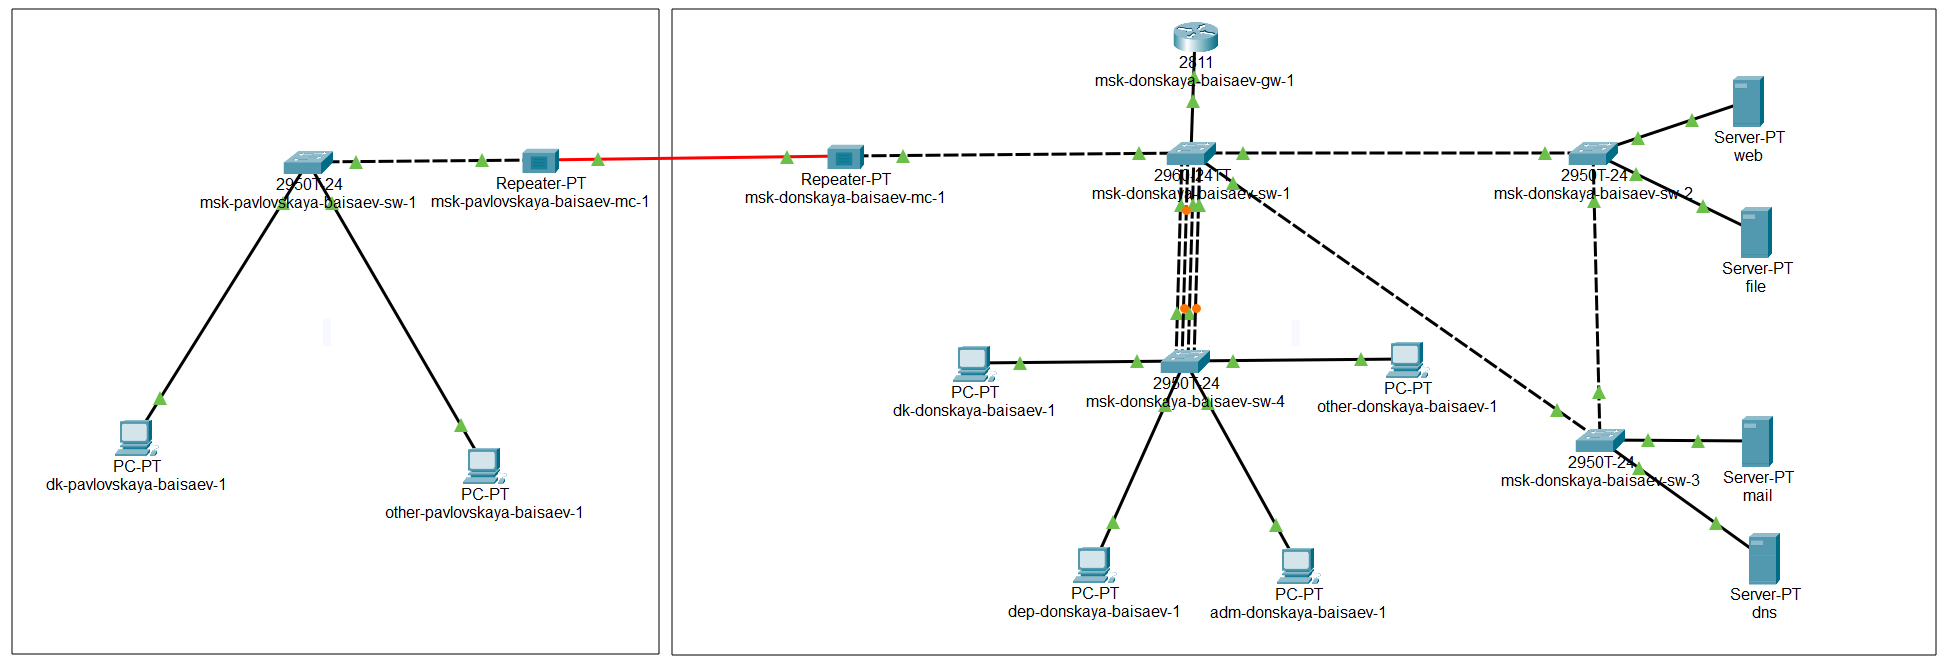 2811
msk-donskaya-baisaev-gw-1
2950T-24
msk-pavlovskaya-baisaev-sw-1
Repeater-PT
msk-pavlovskaya-baisaev-mc-1
Repeater-PT
msk-donskaya-baisaev-mc-1
2960-24TT
msk-donskaya-baisaev-sw-1
2950T-24
msk-donskaya-baisaev-sw-2
Server-PT
web
Server-PT
file
PC-PT
dk-donskaya-baisaev-1
2950T-24
msk-donskaya-baisaev-sw-4
PC-PT
other-donskaya-baisaev-1
PC-PT
dk-pavlovskaya-baisaev-1
PC-PT
other-pavlovskaya-baisaev-1
2950T-24
msk-donskaya-baisaev-sw-3
Server-PT
mail
PC-PT
dep-donskaya-baisaev-1
PC-PT
adm-donskaya-baisaev-1
Server-PT
dns